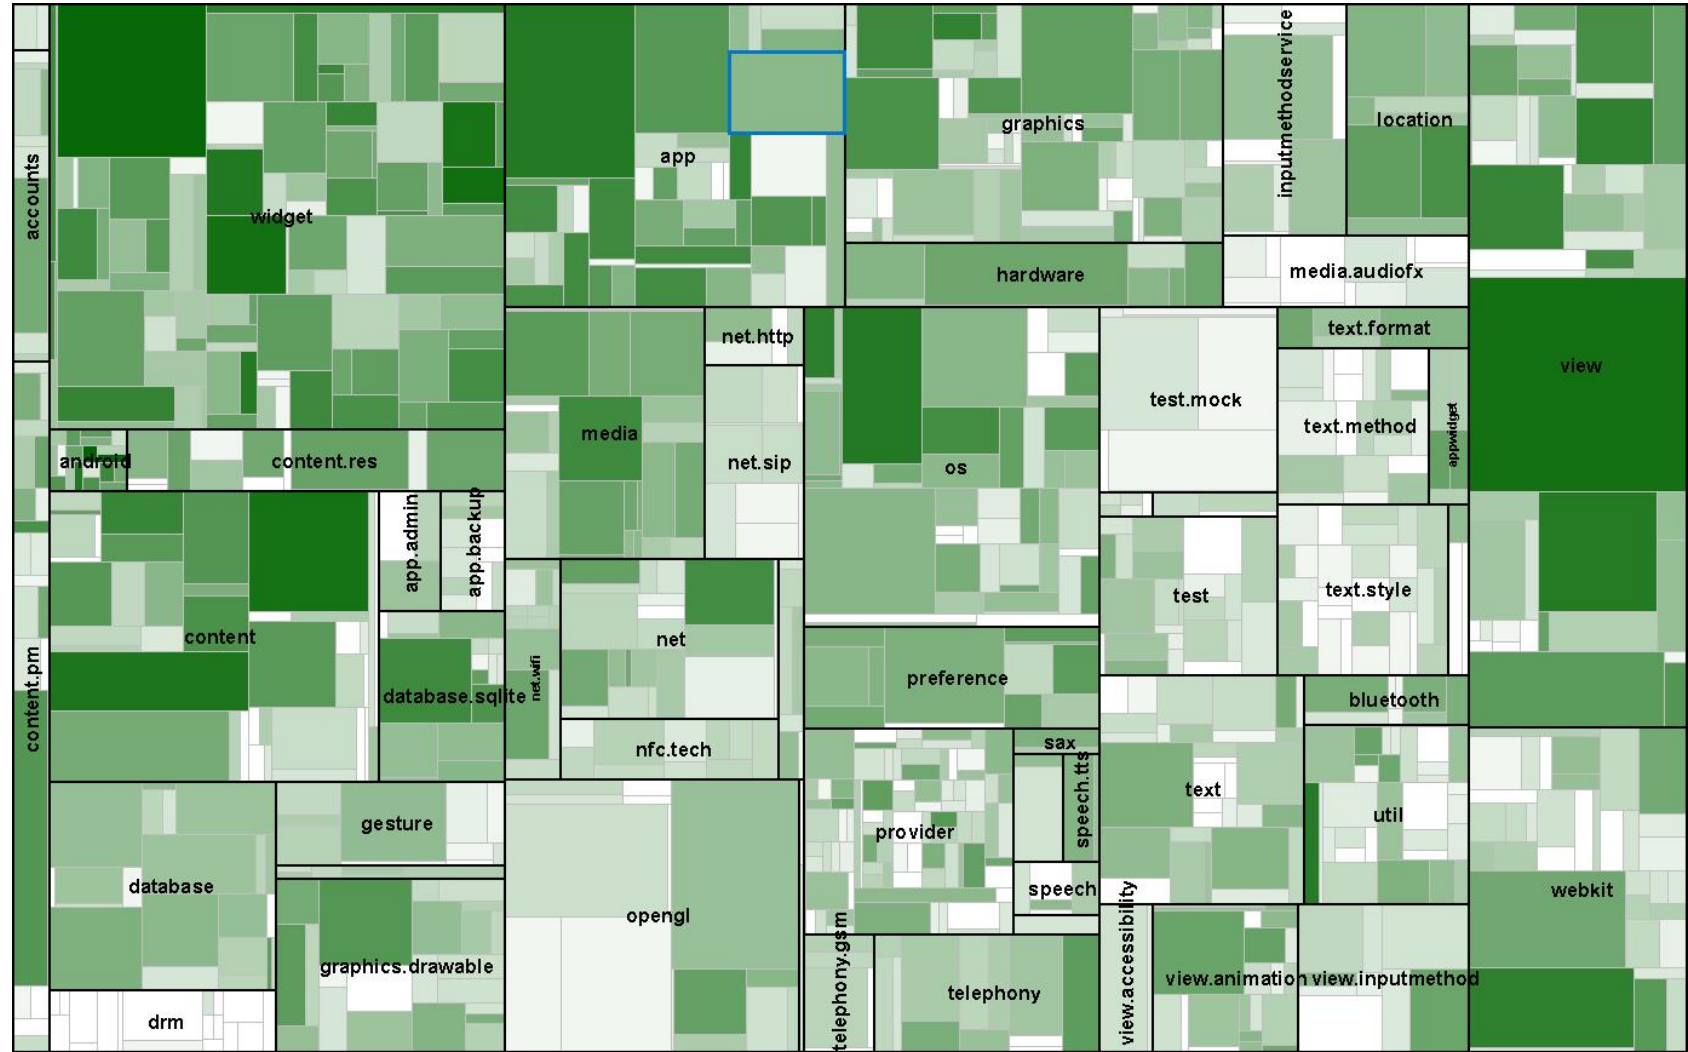 accounts
widget
app
graphics
inputmethodservice
location
hardware
media.audiofx
view
android
content.res
media
net.http
net.sip
os
test.mock
text.format
text.method
appwidget
content
app.admin
app.backup
database.sqlite
net.wifi
net
nfc.tech
preference
test
text.style
content.pm
bluetooth
sax
speech.tts
provider
speech
text
util
webkit
database
gesture
graphics.drawable
drm
opengl
telephony.gsm
telephony
view.accessibility
view.animation
view.inputmethod